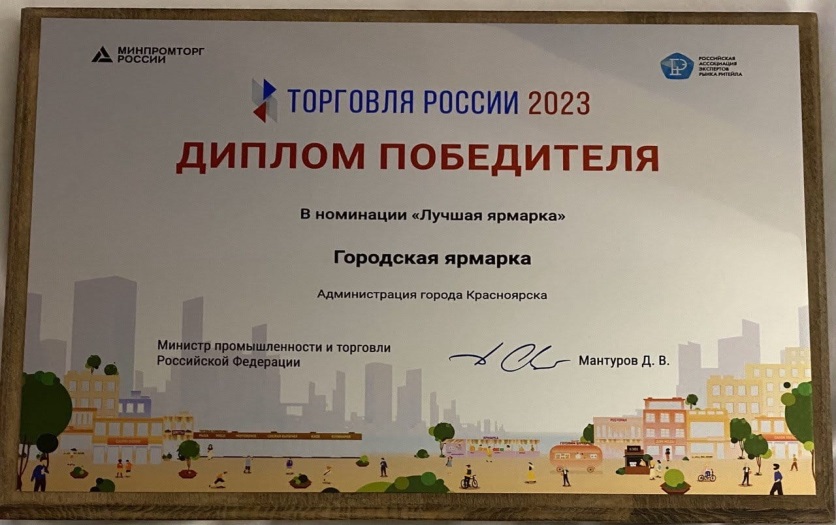 МИНПРОМТОРГ
РОССИИ
РОССИЙСКАЯ
АССОЦИАЦИЯ
ЭКСПЕРТОВ
РЫНКА РИТЕЙЛА
ТОРГОВЛЯ РОССИИ 2023
ДИПЛОМ ПОБЕДИТЕЛЯ
В номинации «Лучшая ярмарка»
Городская ярмарка
Администрация города Красноярска
Министр промышленности и торговли
Российской Федерации
Мантуров Д. В.